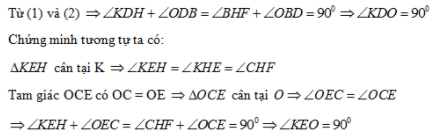 Từ (1) và (2) ⇒ ∠KDH + ∠ODB = ∠BHF + ∠OBD = 90⁰ ⇒ ∠KDO = 90⁰
Chứng minh tương tự ta có:
ΔKEH cân tại K ⇒ ∠KEH = ∠KHE = ∠CHF
Tam giác OCE có OC = OE ⇒ ΔOCE cân tại O ⇒ ∠OEC = ∠OCE
⇒ ∠KEH + ∠OEC = ∠CHF + ∠OCE = 90⁰ ⇒ ∠KEO = 90⁰